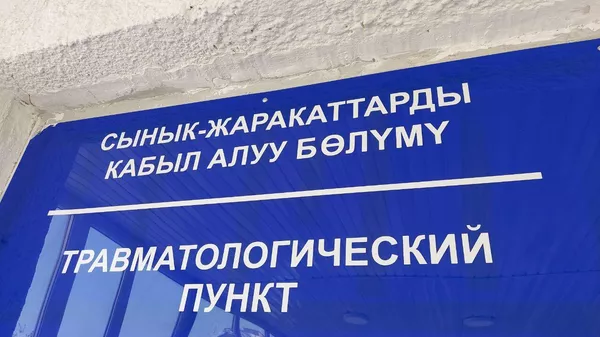 СЫНЫК-ЖАРАКАТТАРДЫ
КАБЫЛ АЛУУ БӨЛҮМҮ
ТРАВМАТОЛОГИЧЕСКИЙ
ПУНКТ